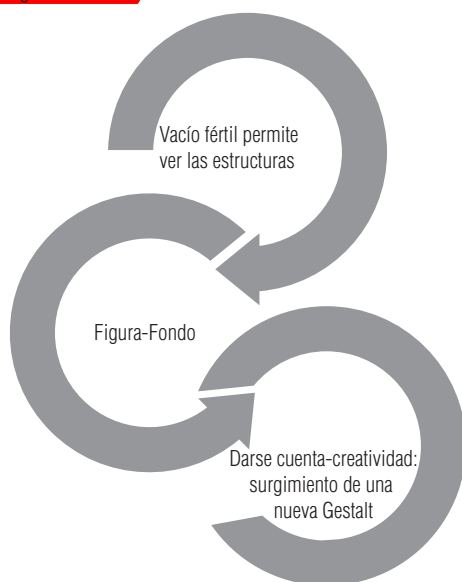 Vacío fértil permite
ver las estructuras
Figura-Fondo
Darse cuenta-creatividad:
surgimiento de una
nueva Gestalt